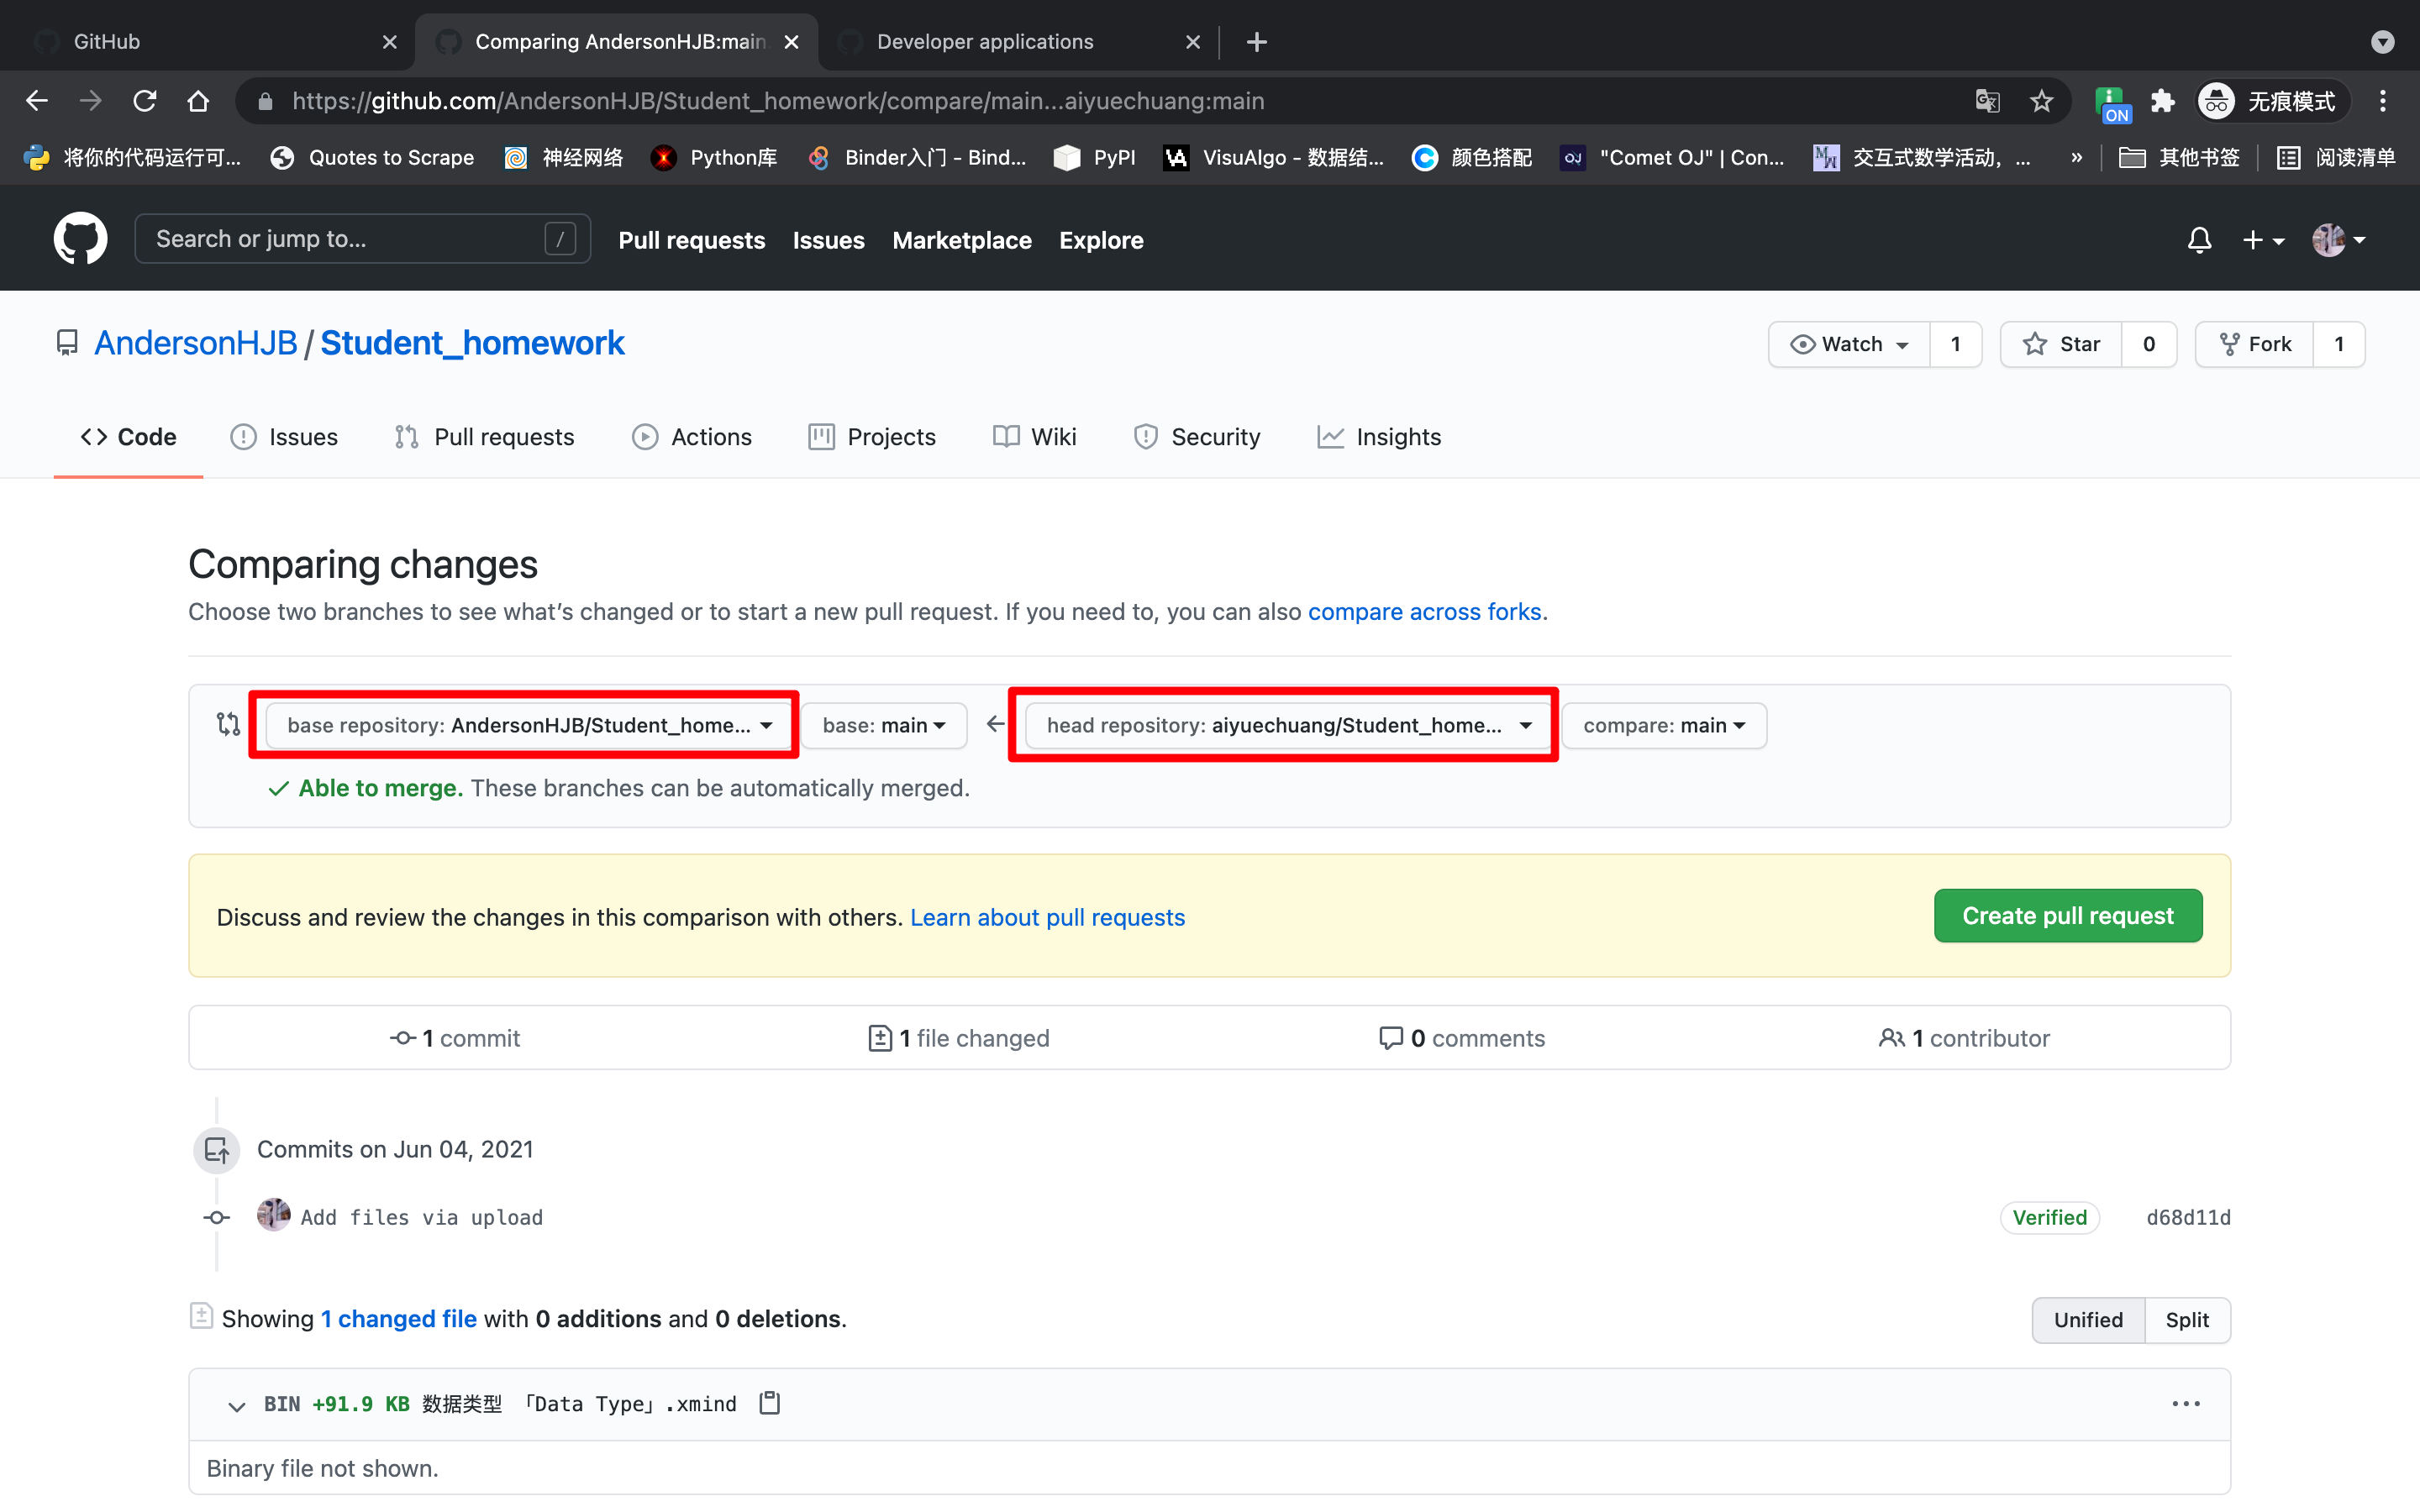 GitHub
Comparing AndersonHJB:main
Developer applications
https://github.com/AndersonHJB/Student_homework/compare/main...aiyuechuang:main
ON
无痕模式
将你的代码运行可...
Quotes to Scrape
神经网络
Python库
Binder入门 - Bind...
PyPI
VisuAlgo - 数据结...
颜色搭配
OJ
"Comet OJ" | Con...
交互式数学活动，...
»
其他书签
阅读清单
Search or jump to...
/
Pull requests
Issues
Marketplace
Explore
AndersonHJB / Student_homework
Watch 1
Star 0
Fork 1
Code
Issues
Pull requests
Actions
Projects
Wiki
Security
Insights
Comparing changes
Choose two branches to see what’s changed or to start a new pull request. If you need to, you can also compare across forks.
base repository: AndersonHJB/Student_home...
base: main
head repository: aiyuechuang/Student_home...
compare: main
Able to merge. These branches can be automatically merged.
Discuss and review the changes in this comparison with others. Learn about pull requests
Create pull request
1 commit
1 file changed
0 comments
1 contributor
Commits on Jun 04, 2021
Add files via upload
Verified
d68d11d
Showing 1 changed file with 0 additions and 0 deletions.
Unified
Split
BIN +91.9 KB 数据类型 「Data Type」.xmind
Binary file not shown.